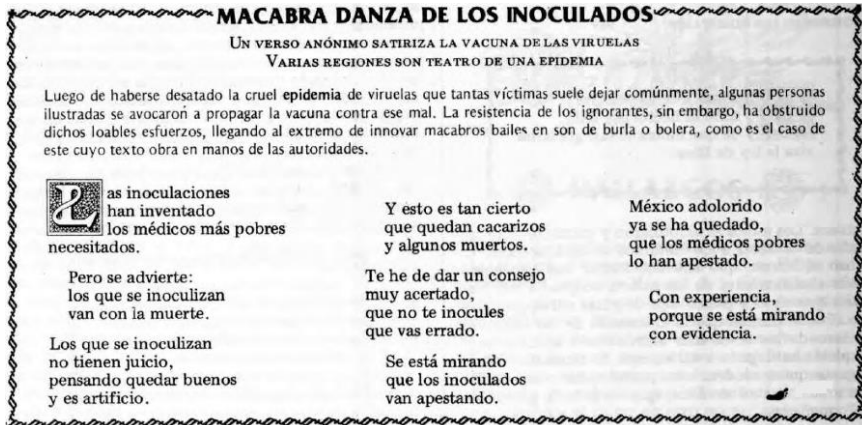 MACABRA DANZA DE LOS INOCULADOS
UN VERSO ANÓNIMO SATIRIZA LA VACUNA DE LAS VIRUELAS
VARIAS REGIONES SON TEATRO DE UNA EPIDEMIA
Luego de haberse desatado la cruel epidemia de viruelas que tantas víctimas suele dejar comúnmente, algunas personas
ilustradas se avocaron a propagar la vacuna contra ese mal. La resistencia de los ignorantes, sin embargo, ha obstruido
dichos loables esfuerzos, llegando al extremo de innovar macabros bailes en son de burla o bolera, como es el caso de
este cuyo texto obra en manos de las autoridades.
Las inoculaciones
han inventado
los médicos más pobres
necesitados.
Pero se advierte:
los que se inoculizan
van con la muerte.
Los que se inoculizan
no tienen juicio,
pensando quedar buenos
y es artificio.
Y esto es tan cierto
que quedan cacarizos
y algunos muertos.
Te he de dar un consejo
muy acertado,
que no te inocules
que vas errado.
Se está mirando
que los inoculados
van apestando.
México adolorido
ya se ha quedado,
que los médicos pobres
lo han apestado.
Con experiencia,
porque se está mirando
con evidencia.